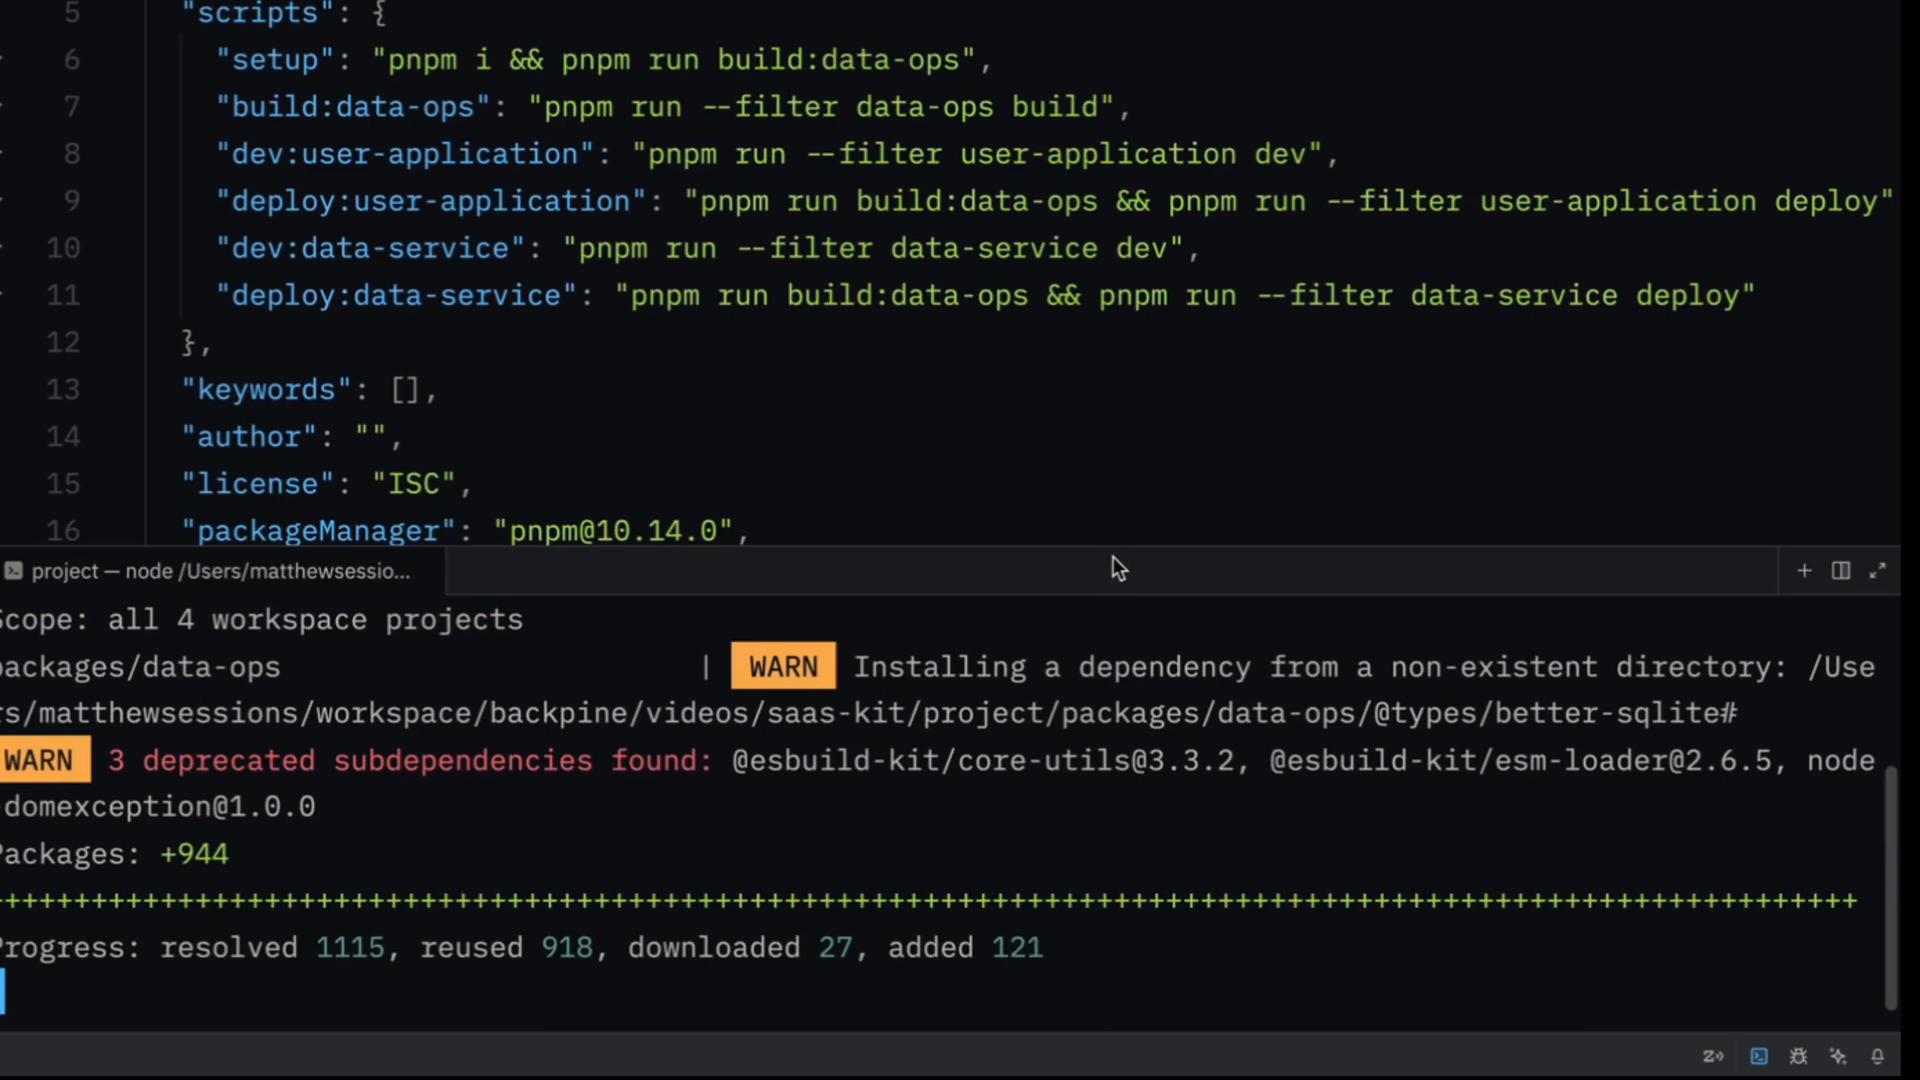 5 "scripts": {
6 "setup": "pnpm i && pnpm run build:data-ops",
7 "build:data-ops": "pnpm run --filter data-ops build",
8 "dev:user-application": "pnpm run --filter user-application dev",
9 "deploy:user-application": "pnpm run build:data-ops && pnpm run --filter user-application deploy"
10 "dev:data-service": "pnpm run --filter data-service dev",
11 "deploy:data-service": "pnpm run build:data-ops && pnpm run --filter data-service deploy"
12 },
13 "keywords": [],
14 "author": "",
15 "license": "ISC",
16 "packageManager": "pnpm@10.14.0",
project — node /Users/matthewsessio...
Scope: all 4 workspace projects
packages/data-ops | WARN Installing a dependency from a non-existent directory: /Use
rs/matthewsessions/workspace/backpine/videos/saas-kit/project/packages/data-ops/@types/better-sqlite#
WARN 3 deprecated subdependencies found: @esbuild-kit/core-utils@3.3.2, @esbuild-kit/esm-loader@2.6.5, node
-domexception@1.0.0
Packages: +944
++++++++++++++++++++++++++++++++++++++++++++++++++++++++++++++++++++++++++++++++++++++++++++++++++++++++++++
Progress: resolved 1115, reused 918, downloaded 27, added 121